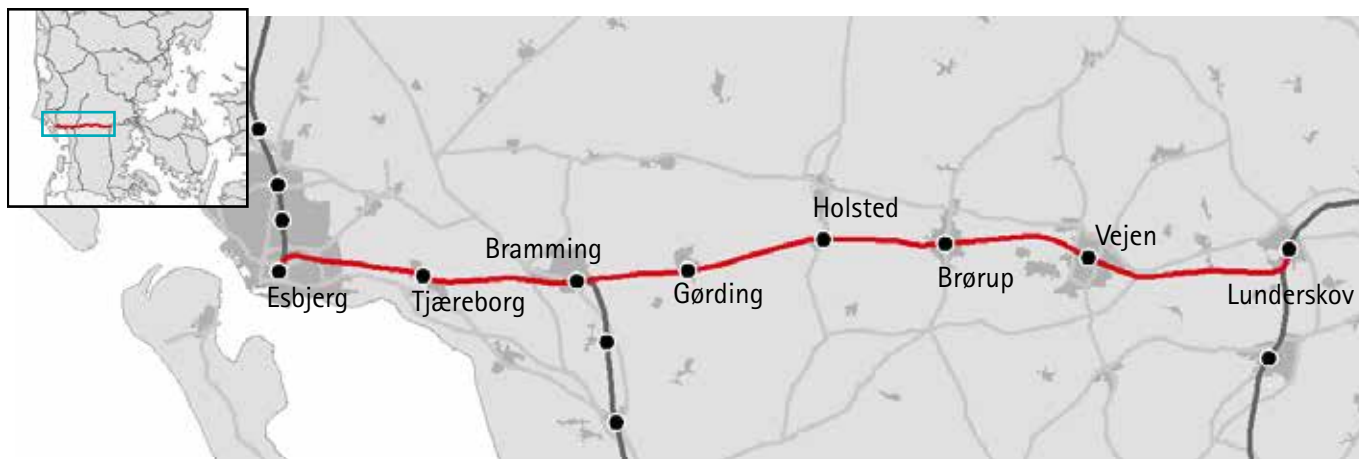 Esbjerg
Tjæreborg
Bramming
Gørding
Holsted
Brørup
Vejen
Lunderskov